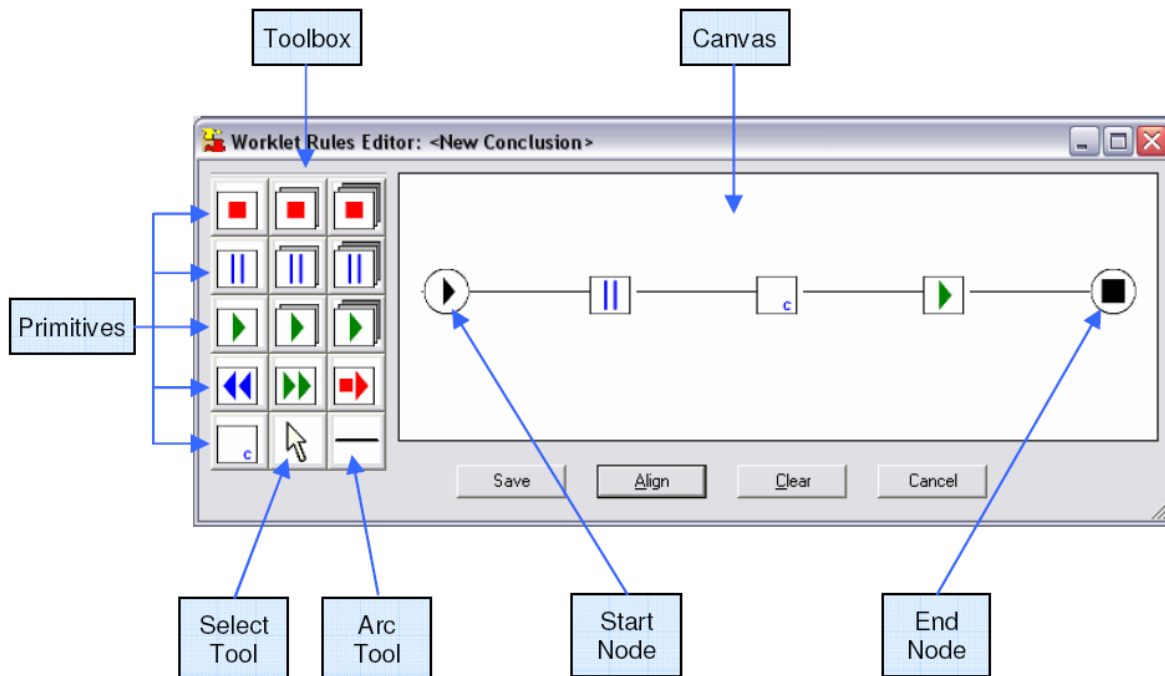 Toolbox
Canvas
Worklet Rules Editor: <New Conclusion>
Primitives
c
c
Save
Align
Clear
Cancel
Select
Tool
Arc
Tool
Start
Node
End
Node